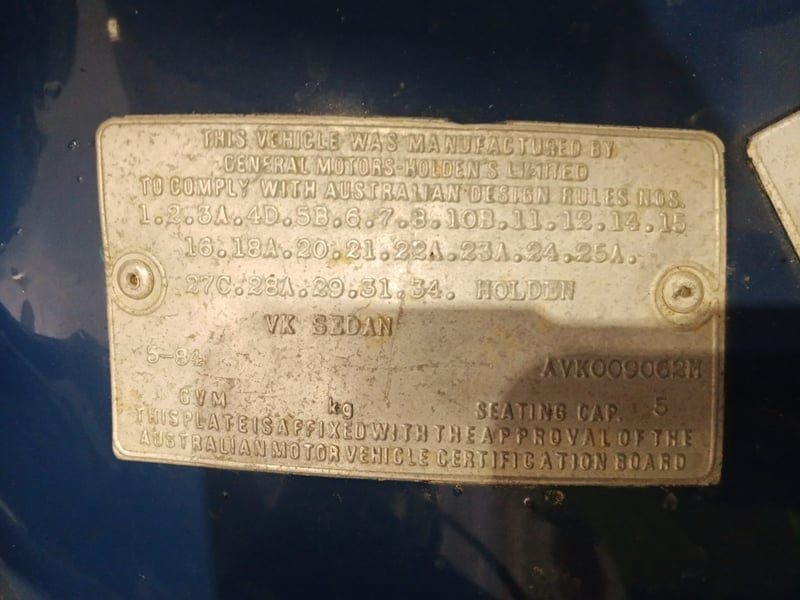 THIS VEHICLE WAS MANUFACTURED BY
GENERAL MOTORS-HOLDEN'S LIMITED
TO COMPLY WITH AUSTRALIAN DESIGN RULES NOS.
1.2.3A.4D.5B.6.7.8.10B.11.12.14.15
16.18A.20.21.22A.23A.24.25A.
27C.28A.29.31.34. HOLDEN
VK SEDAN
5-84 AVK009062M
GVM kg SEATING CAP. 5
THIS PLATE IS AFFIXED WITH THE APPROVAL OF THE
AUSTRALIAN MOTOR VEHICLE CERTIFICATION BOARD